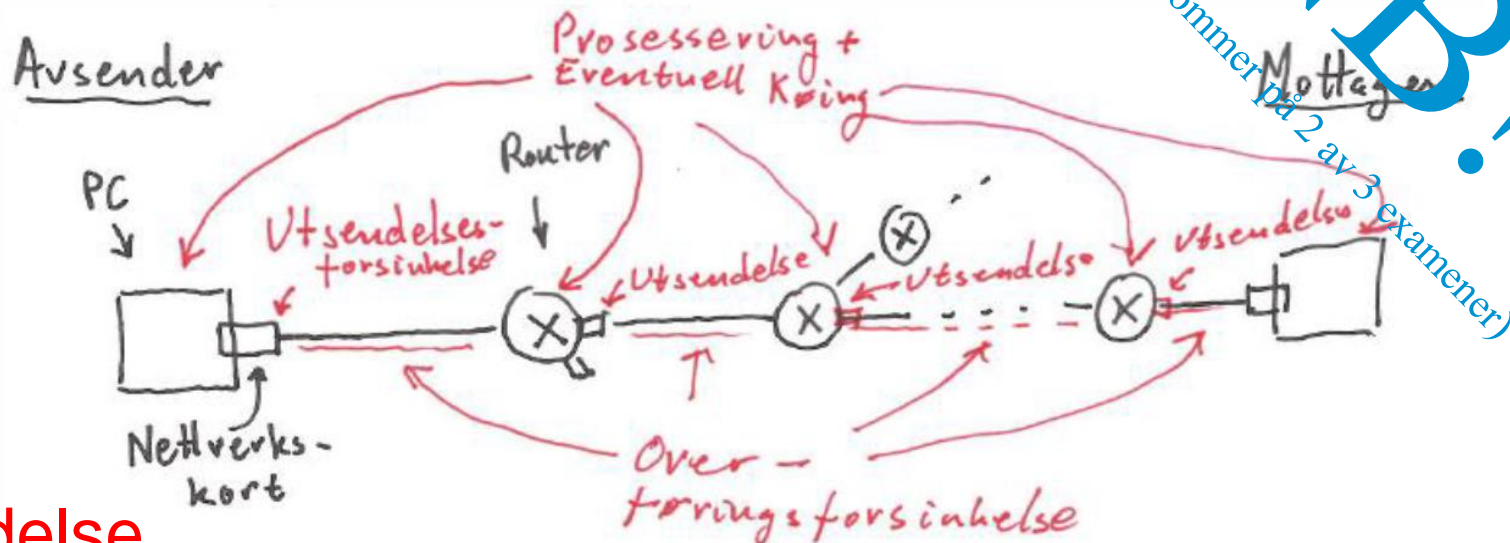 Avsender
Prosessering +
Eventuell Køing
B!
ommer på 2 av 3 examener)
Mottager
Router
PC
Utsendelses-
forsinkelse
Utsendelse
Utsendelse
Utsendelse
X
X
X
X
Nettverks-
kort
Over-
føringsforsinkelse
delse